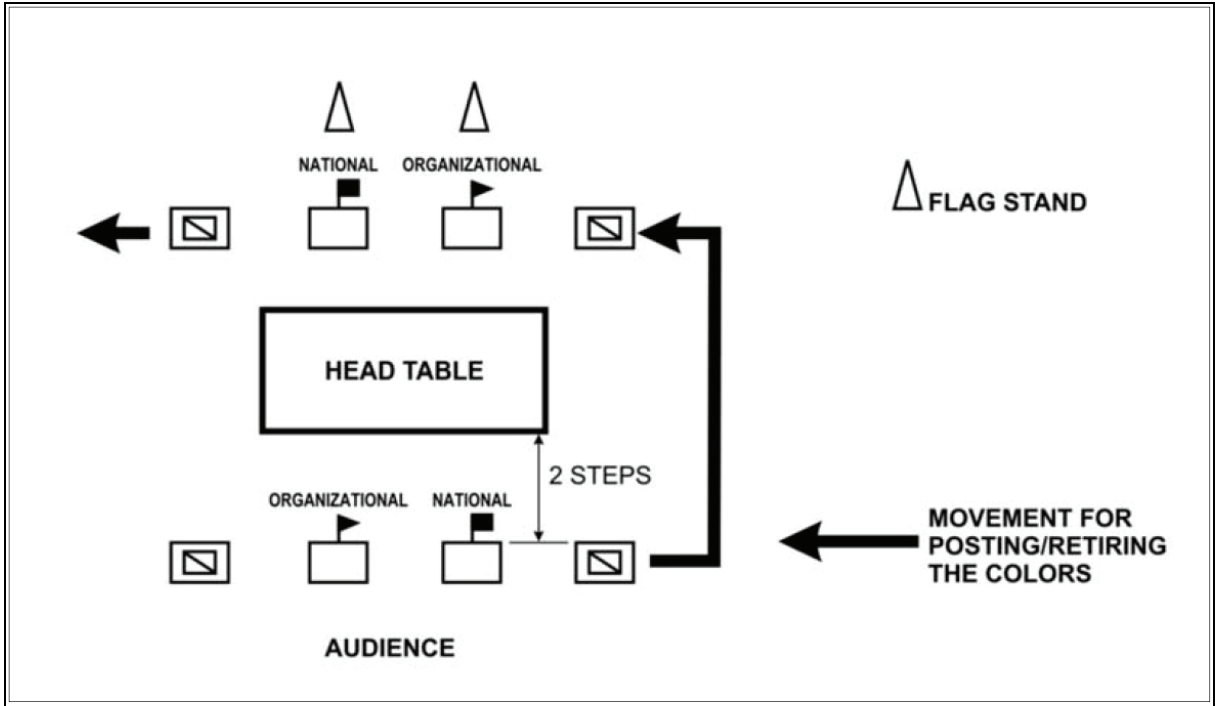 NATIONAL ORGANIZATIONAL
FLAG STAND
HEAD TABLE
2 STEPS
ORGANIZATIONAL NATIONAL
MOVEMENT FOR
POSTING/RETIRING
THE COLORS
AUDIENCE